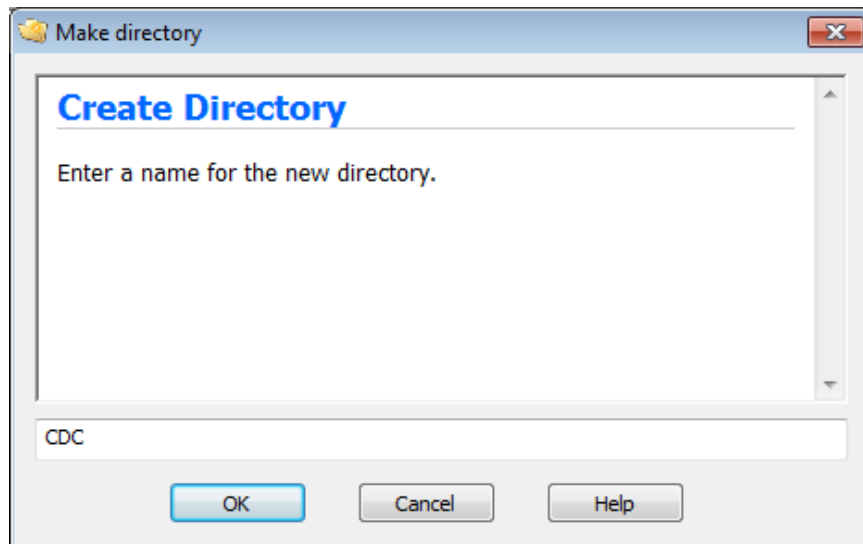 Make directory
Create Directory
Enter a name for the new directory.
CDC
OK Cancel Help